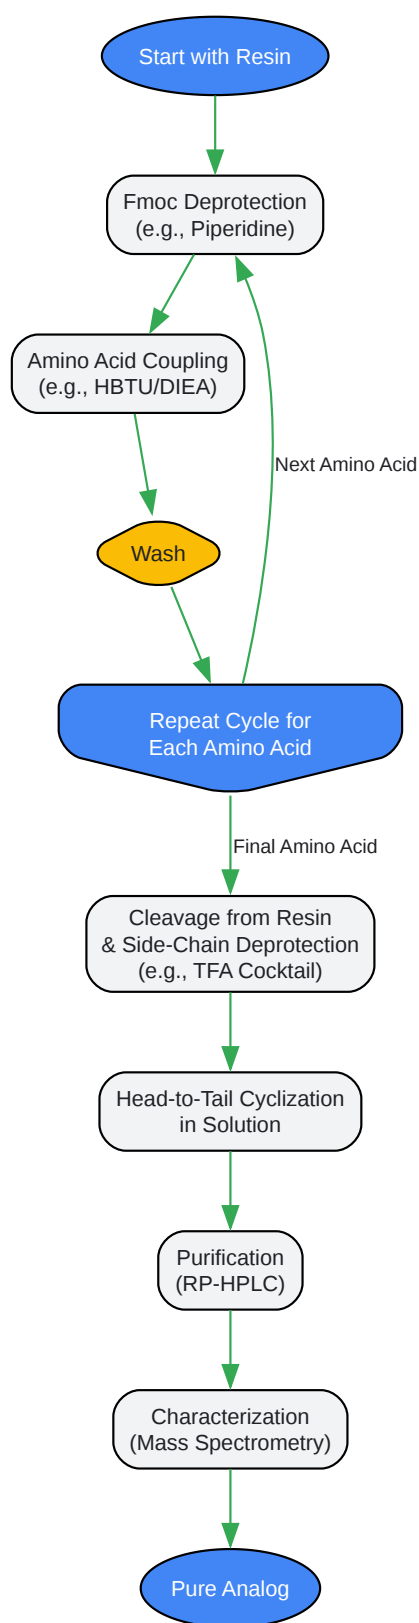 Start with Resin
Fmoc Deprotection
(e.g., Piperidine)
Amino Acid Coupling
(e.g., HBTU/DIEA)
Next Amino Acid
Wash
Repeat Cycle for
Each Amino Acid
Final Amino Acid
Cleavage from Resin
& Side-Chain Deprotection
(e.g., TFA Cocktail)
Head-to-Tail Cyclization
in Solution
Purification
(RP-HPLC)
Characterization
(Mass Spectrometry)
Pure Analog